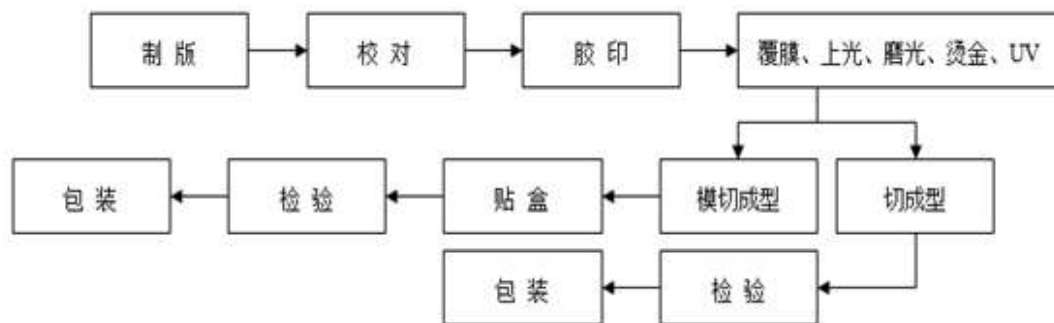 制版
校对
胶印
覆膜、上光、磨光、烫金、UV
包装
检验
贴盒
模切成型
切成型
包装
检验